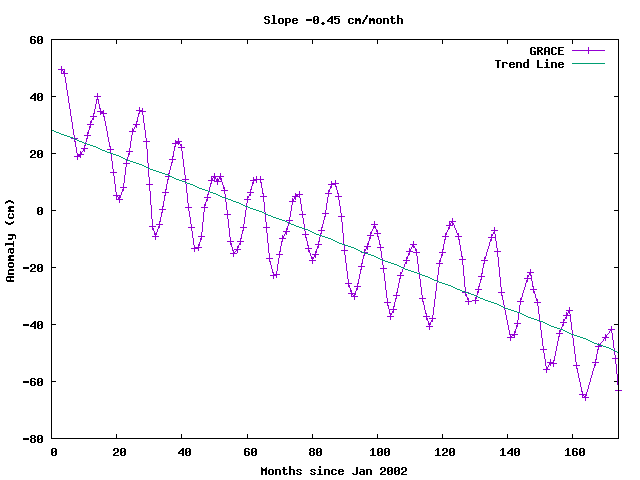 Slope -0.45 cm/month
60
GRACE
Trend Line
40
20
0
-20
-40
-60
-80
Anomaly (cm)
0 20 40 60 80 100 120 140 160
Months since Jan 2002